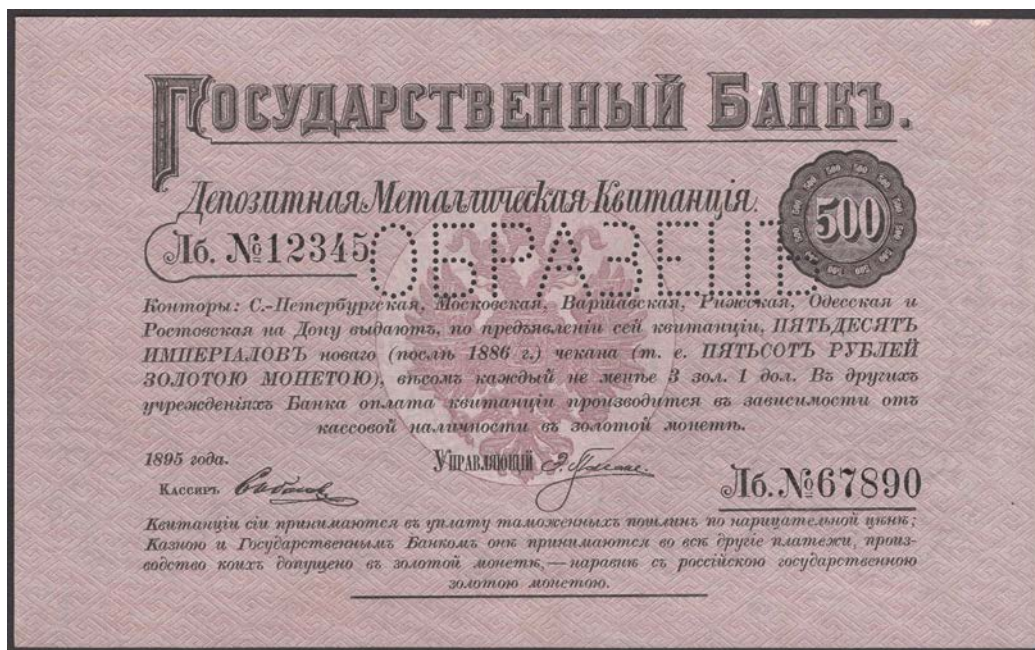 Государственный Банкъ.
Депозитная Металлическая Квитанція.
500
Лб. №12345
ОБРАЗЕЦЪ
Конторы: С.-Петербургская, Московская, Варшавская, Рижская, Одесская и
Ростовская на Дону выдаютъ, по предъявленіи сей квитанціи, ПЯТЬДЕСЯТЪ
ИМПЕРІАЛОВЪ новаго (послѣ 1886 г.) чекана (т. е. ПЯТЬСОТЪ РУБЛЕЙ
ЗОЛОТОЮ МОНЕТОЮ), вѣсомъ каждый не менѣе 3 зол. 1 дол. Въ другихъ
учрежденіяхъ Банка оплата квитанціи производится въ зависимости отъ
кассовой наличности въ золотой монетѣ.
1895 года.
Управляющій
Кассиръ
Лб. №67890
Квитанціи сіи принимаются въ уплату таможенныхъ пошлинъ по нарицательной цѣнѣ;
Казною и Государственнымъ Банкомъ онѣ принимаются во всѣ другіе платежи, произ-
водство коихъ допущено въ золотой монетѣ,—наравнѣ съ россійскою государственною
золотою монетою.